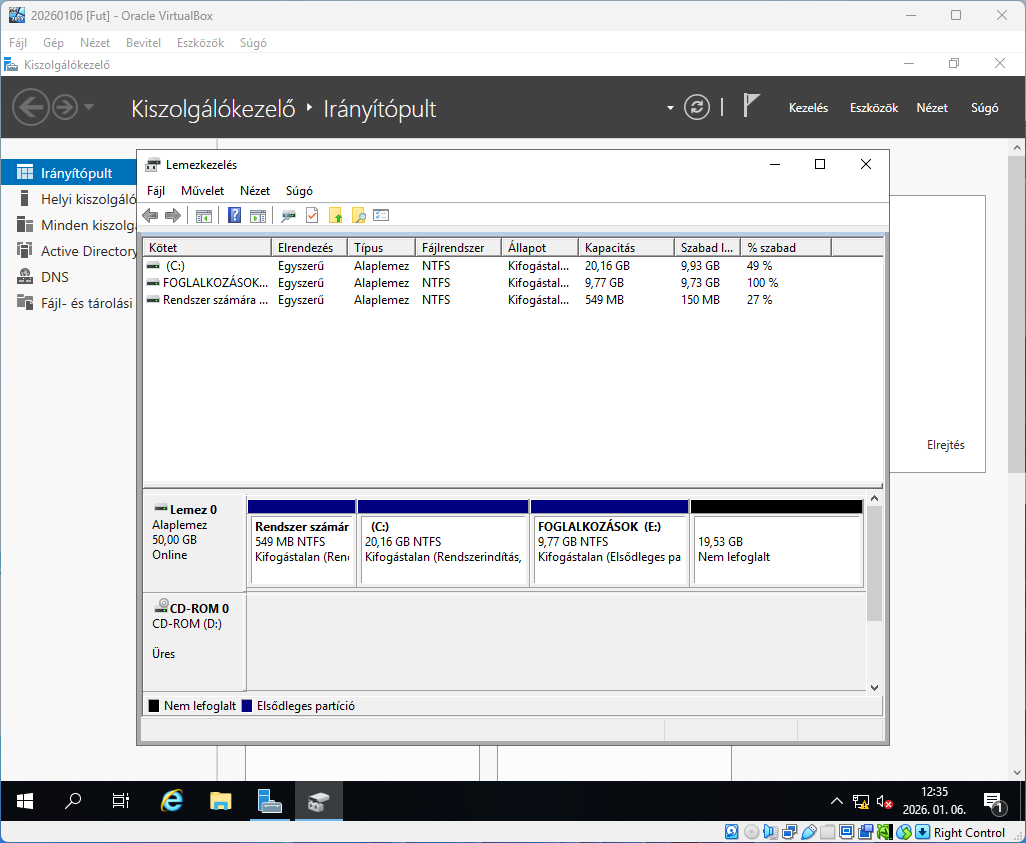 20260106 [Fut] - Oracle VirtualBox
Fájl Gép Nézet Bevitel Eszközök Súgó
Kiszolgálókezelő
Kiszolgálókezelő Irányítópult
Kezelés Eszközök Nézet Súgó
Irányítópult
Helyi kiszolgáló
Minden kiszolg
Active Directory
DNS
Fájl- és tárolási
Elrejtés
Lemezkezelés
Fájl Művelet Nézet Súgó
Kötet Elrendezés Típus Fájlrendszer Állapot Kapacitás Szabad l... % szabad
(C:) Egyszerű Alaplemez NTFS Kifogástal... 20,16 GB 9,93 GB 49 %
FOGLALKOZÁSOK... Egyszerű Alaplemez NTFS Kifogástal... 9,77 GB 9,73 GB 100 %
Rendszer számára ... Egyszerű Alaplemez NTFS Kifogástal... 549 MB 150 MB 27 %
Lemez 0
Alaplemez
50,00 GB
Online
Rendszer számár
549 MB NTFS
Kifogástalan (Ren
(C:)
20,16 GB NTFS
Kifogástalan (Rendszerindítás,
FOGLALKOZÁSOK (E:)
9,77 GB NTFS
Kifogástalan (Elsődleges pa
19,53 GB
Nem lefoglalt
CD-ROM 0
CD-ROM (D:)
Üres
Nem lefoglalt Elsődleges partíció
12:35
2026. 01. 06.
1
Right Control